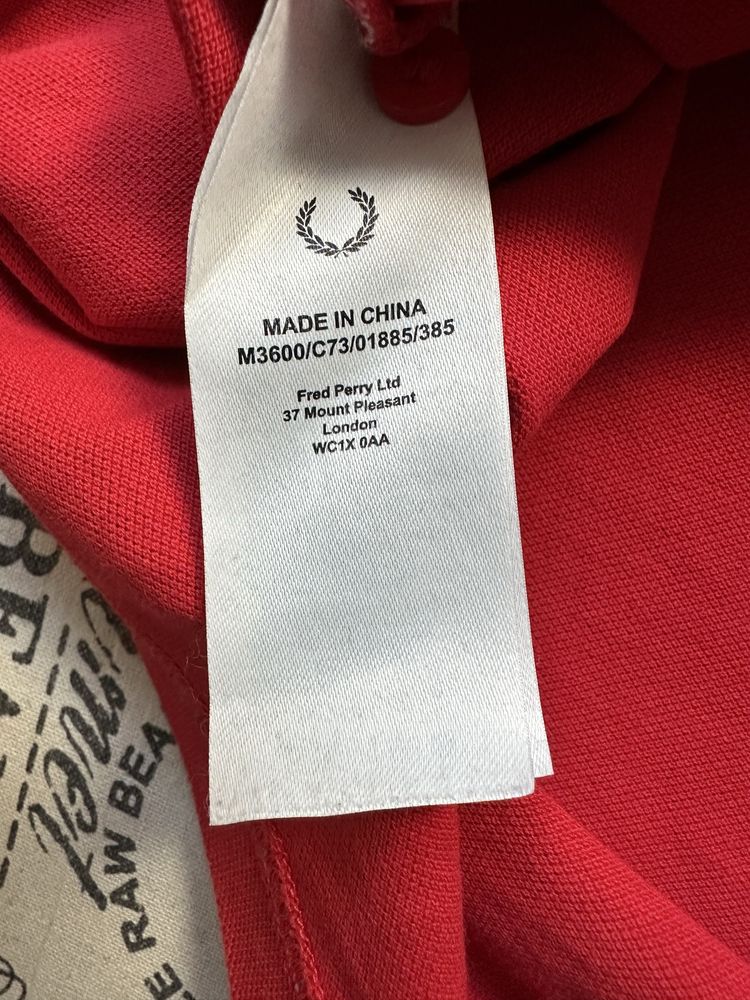 MADE IN CHINA
M3600/C73/01885/385
Fred Perry Ltd
37 Mount Pleasant
London
WC1X 0AA
RAW BEA